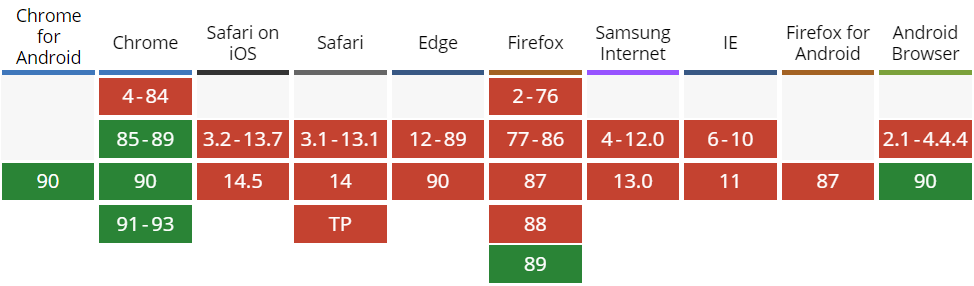 Chrome for Android
Chrome
Safari on iOS
Safari
Edge
Firefox
Samsung Internet
IE
Firefox for Android
Android Browser
4-84
2-76
85-89
3.2-13.7
3.1-13.1
12-89
77-86
4-12.0
6-10
2.1-4.4.4
90
90
14.5
14
90
87
13.0
11
87
90
91-93
TP
88
89